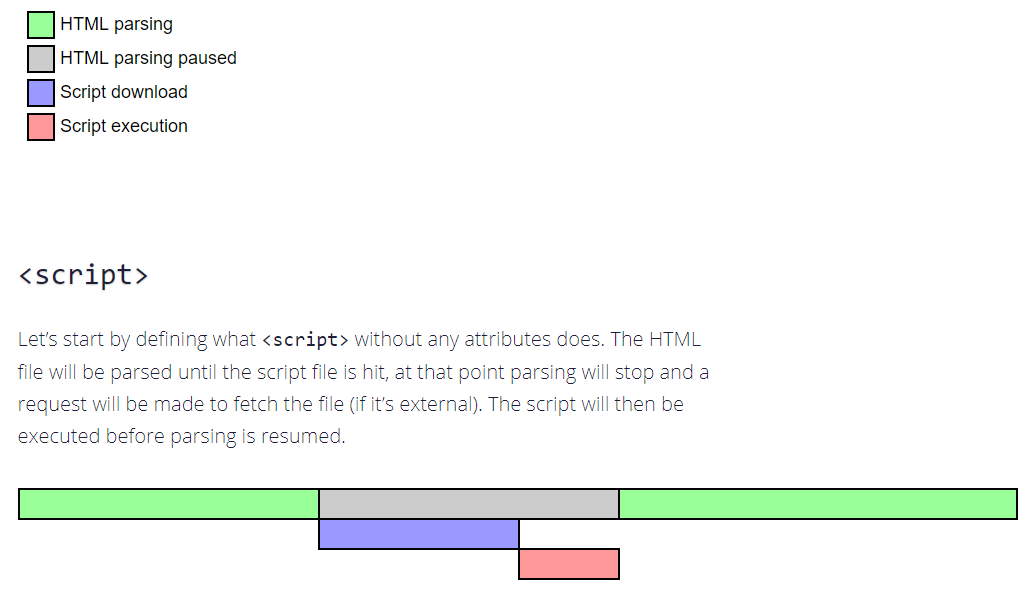 HTML parsing
HTML parsing paused
Script download
Script execution
<script>
Let’s start by defining what <script> without any attributes does. The HTML
file will be parsed until the script file is hit, at that point parsing will stop and a
request will be made to fetch the file (if it’s external). The script will then be
executed before parsing is resumed.